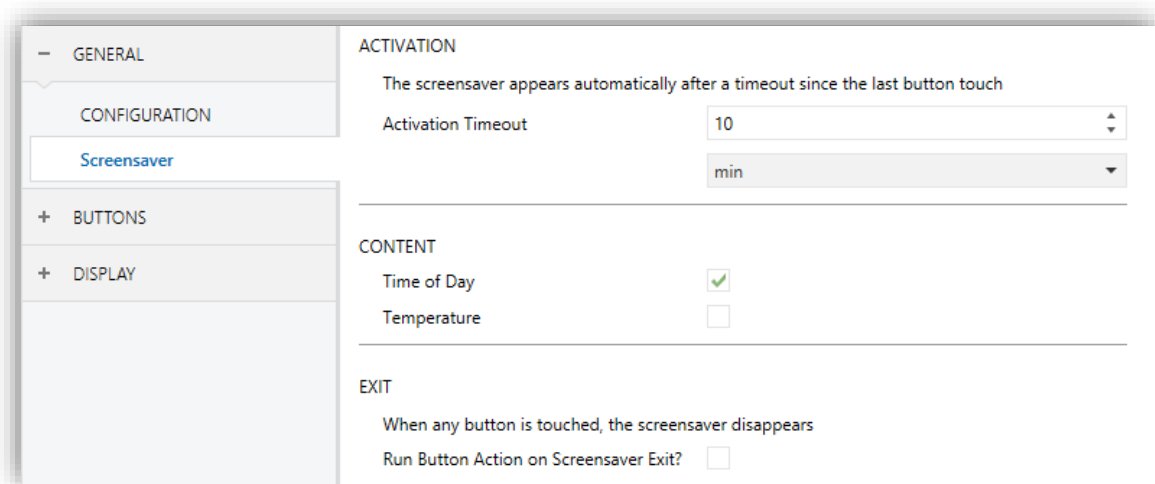 GENERAL
CONFIGURATION
Screensaver
BUTTONS
DISPLAY
ACTIVATION
The screensaver appears automatically after a timeout since the last button touch
Activation Timeout
10
min
CONTENT
Time of Day
Temperature
EXIT
When any button is touched, the screensaver disappears
Run Button Action on Screensaver Exit?